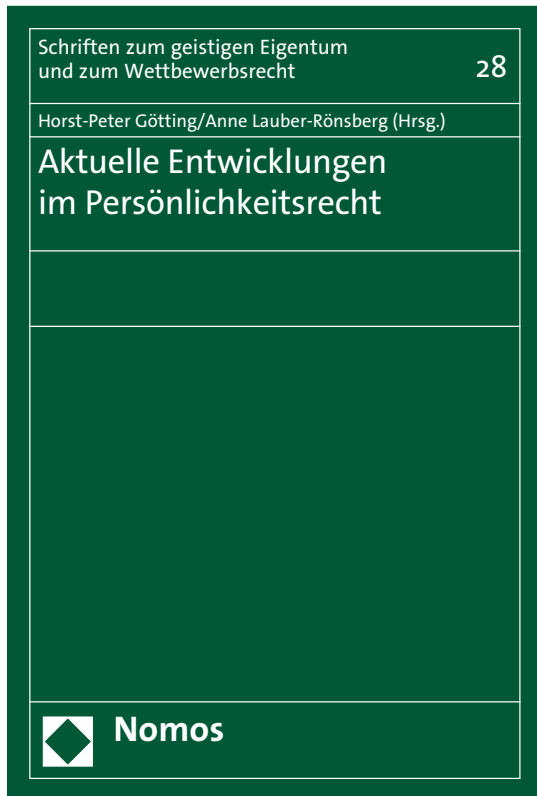 Schriften zum geistigen Eigentum
und zum Wettbewerbsrecht
28
Horst-Peter Götting/Anne Lauber-Rönsberg (Hrsg.)
Aktuelle Entwicklungen
im Persönlichkeitsrecht
Nomos